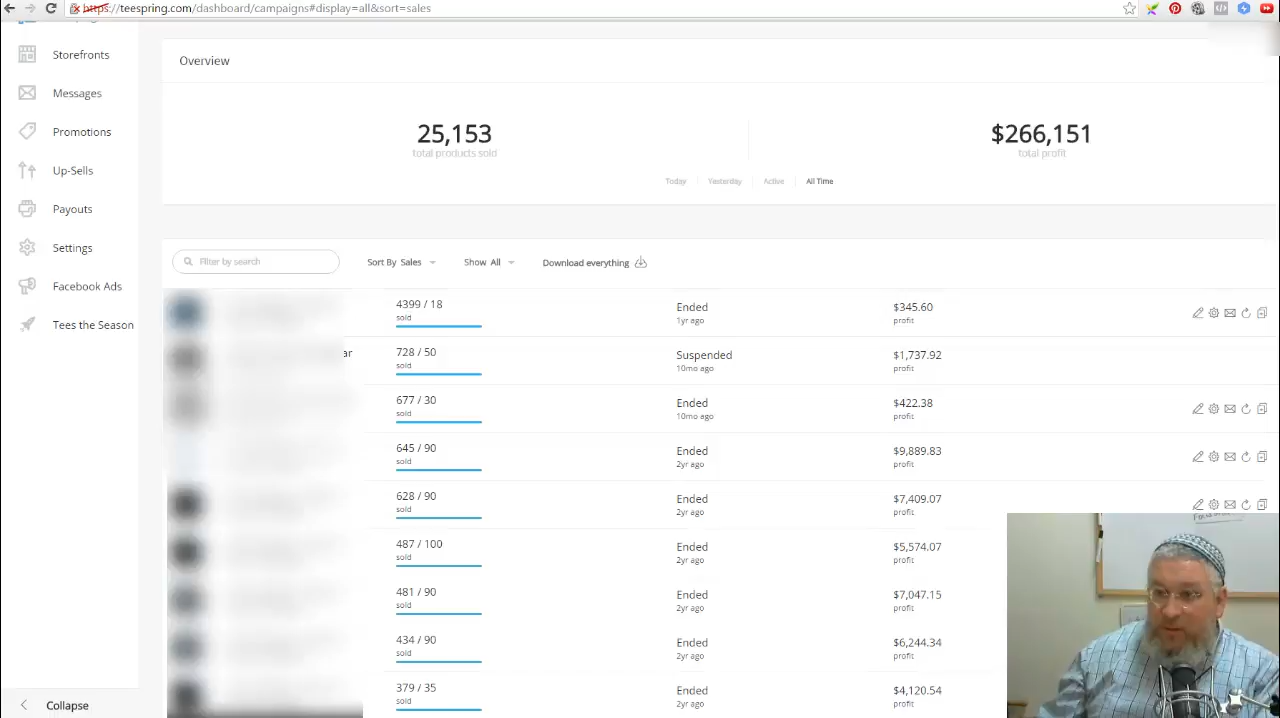 https://teespring.com/dashboard/campaigns#display=all&sort=sales
Storefronts
Messages
Promotions
Up-Sells
Payouts
Settings
Facebook Ads
Tees the Season
Collapse
Overview
25,153
total products sold
$266,151
total profit
Today
Yesterday
Active
All Time
Filter by search
Sort By Sales
Show All
Download everything
4399 / 18
sold
Ended
1yr ago
$345.60
profit
ar
728 / 50
sold
Suspended
10mo ago
$1,737.92
profit
677 / 30
sold
Ended
10mo ago
$422.38
profit
645 / 90
sold
Ended
2yr ago
$9,889.83
profit
628 / 90
sold
Ended
2yr ago
$7,409.07
profit
487 / 100
sold
Ended
2yr ago
$5,574.07
profit
481 / 90
sold
Ended
2yr ago
$7,047.15
profit
434 / 90
sold
Ended
2yr ago
$6,244.34
profit
379 / 35
sold
Ended
2yr ago
$4,120.54
profit